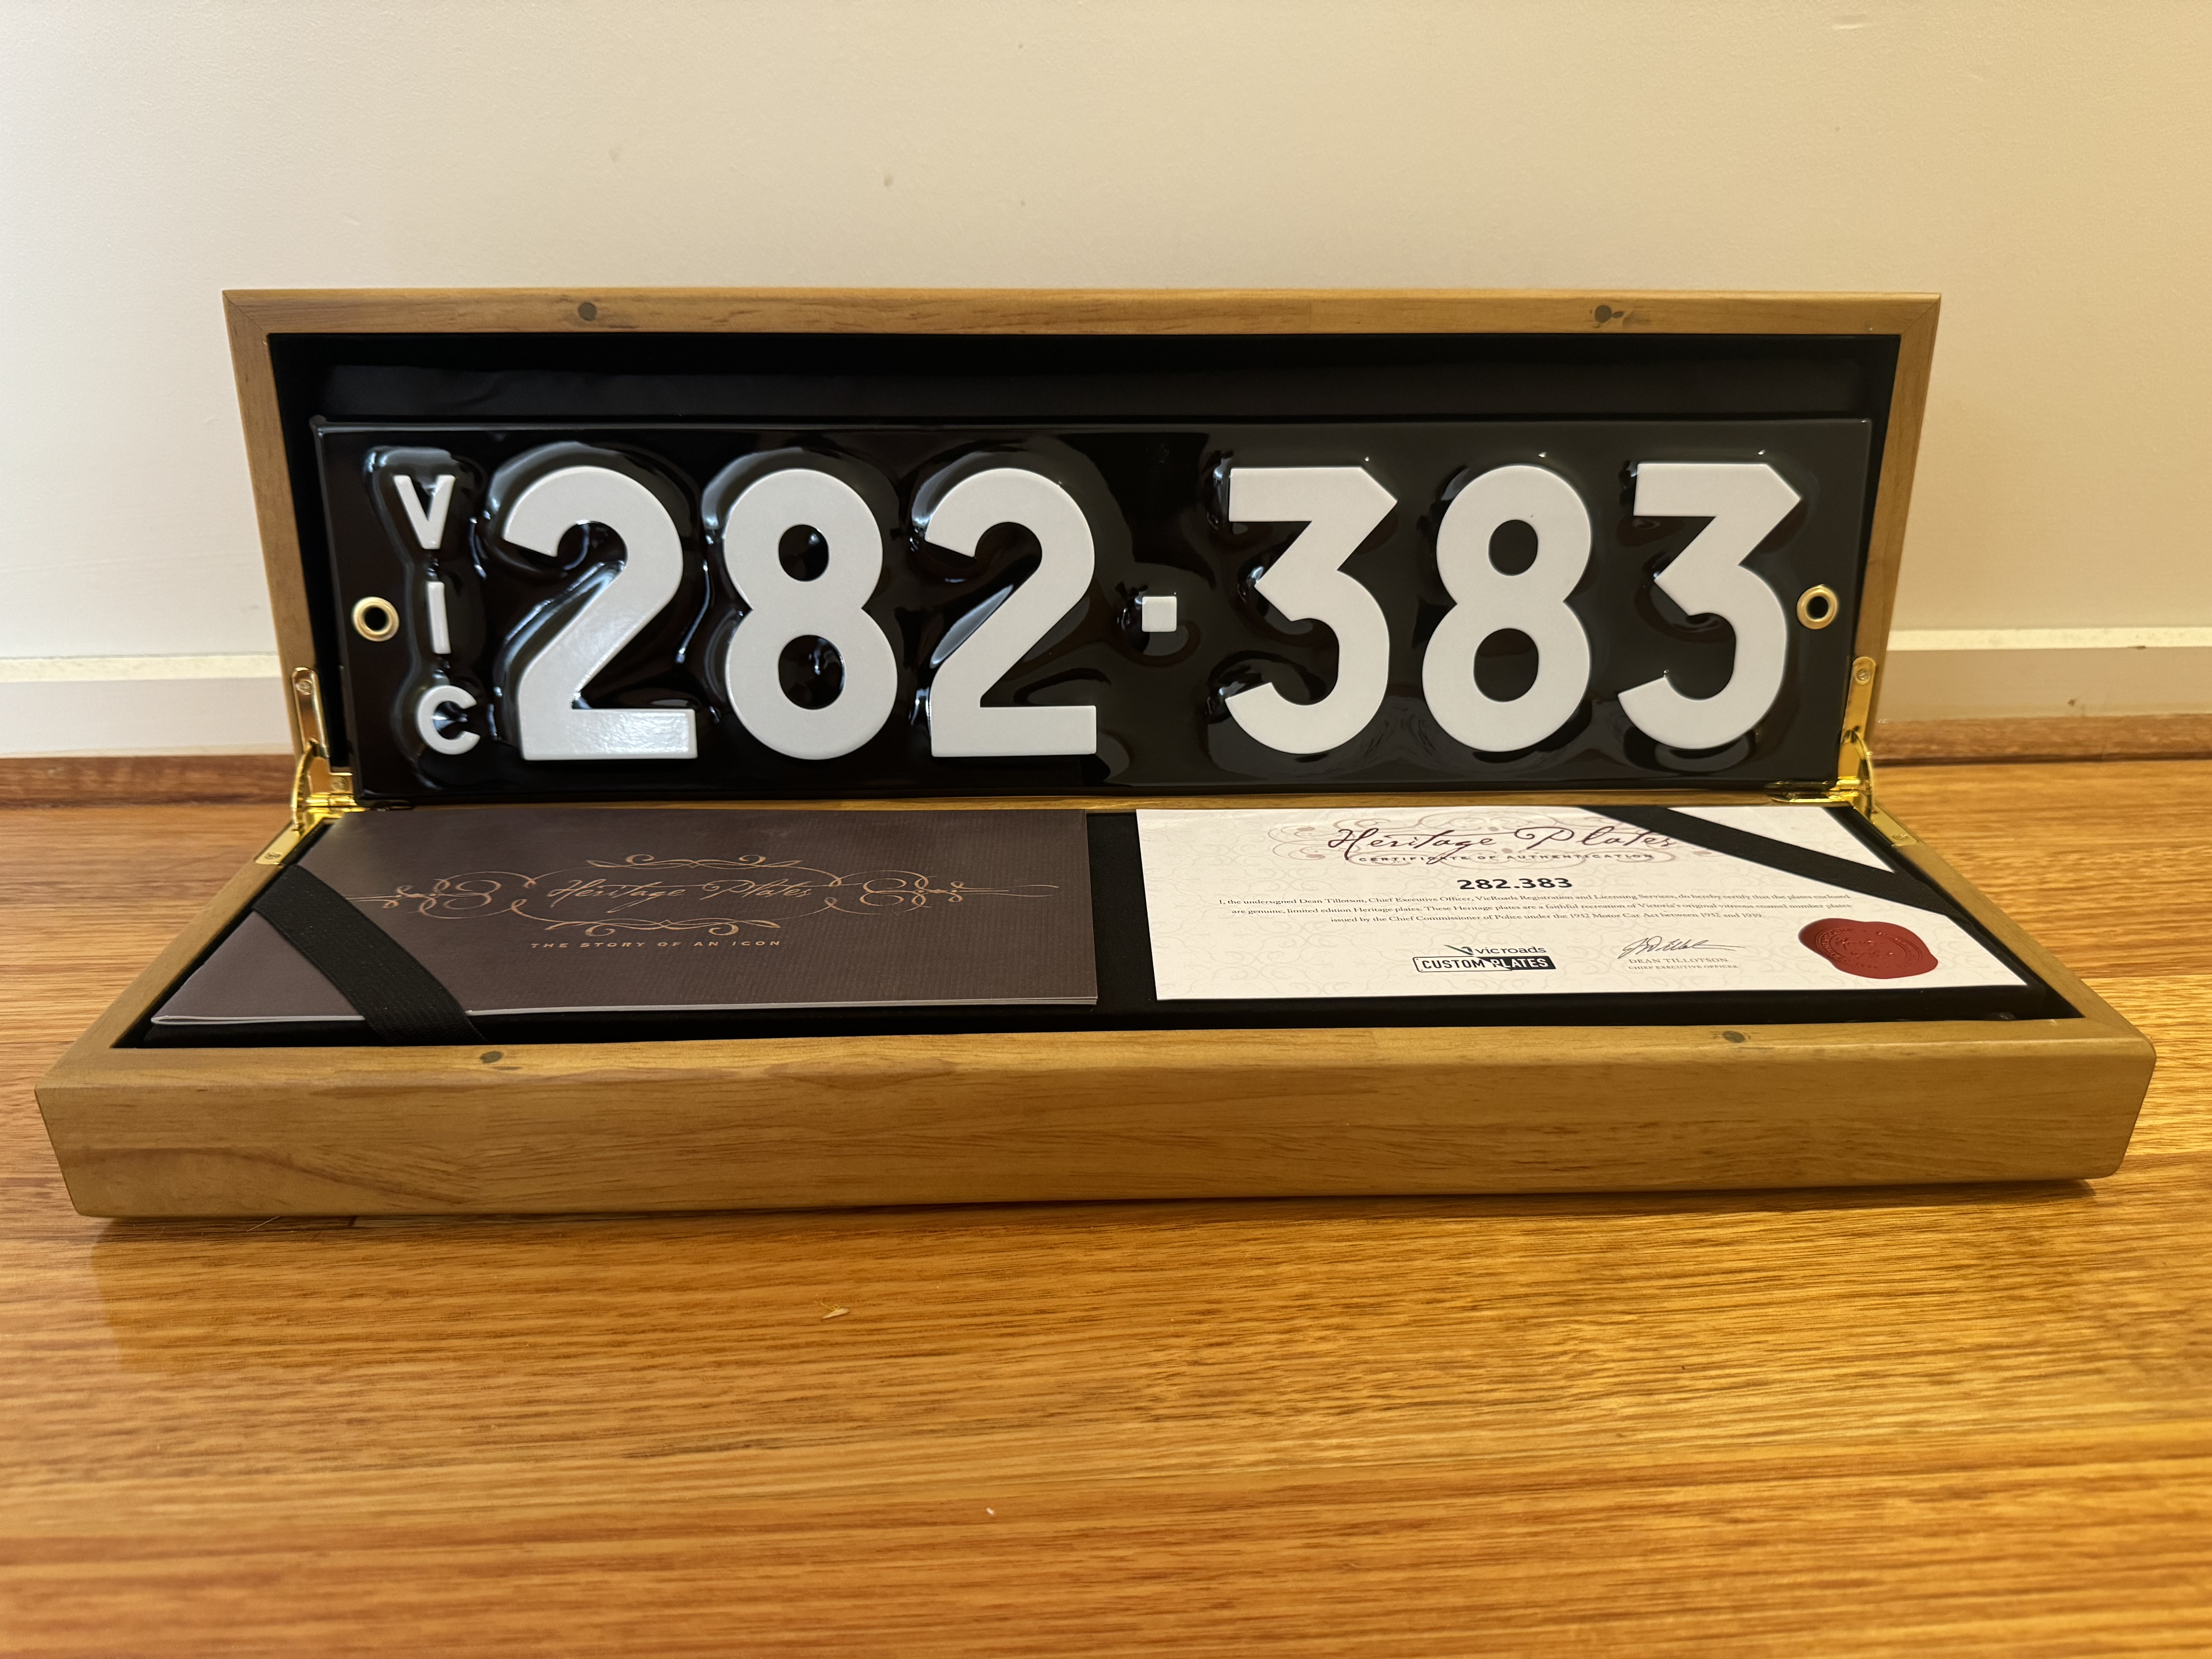 VIC 282·383
Heritage Plates
THE STORY OF AN ICON
Heritage Plates
CERTIFICATE OF AUTHENTICATION
282.383
I, the undersigned Dean Tillotson, Chief Executive Officer, VicRoads Registration and Licensing Services, do hereby certify that the plates enclosed
are genuine, limited edition Heritage plates. These Heritage plates are a faithful recreation of Victoria's original vitreous enamel number plates
issued by the Chief Commissioner of Police under the 1932 Motor Car Act between 1932 and 1939.
vicroads
CUSTOM PLATES
DEAN TILLOTSON
CHIEF EXECUTIVE OFFICER